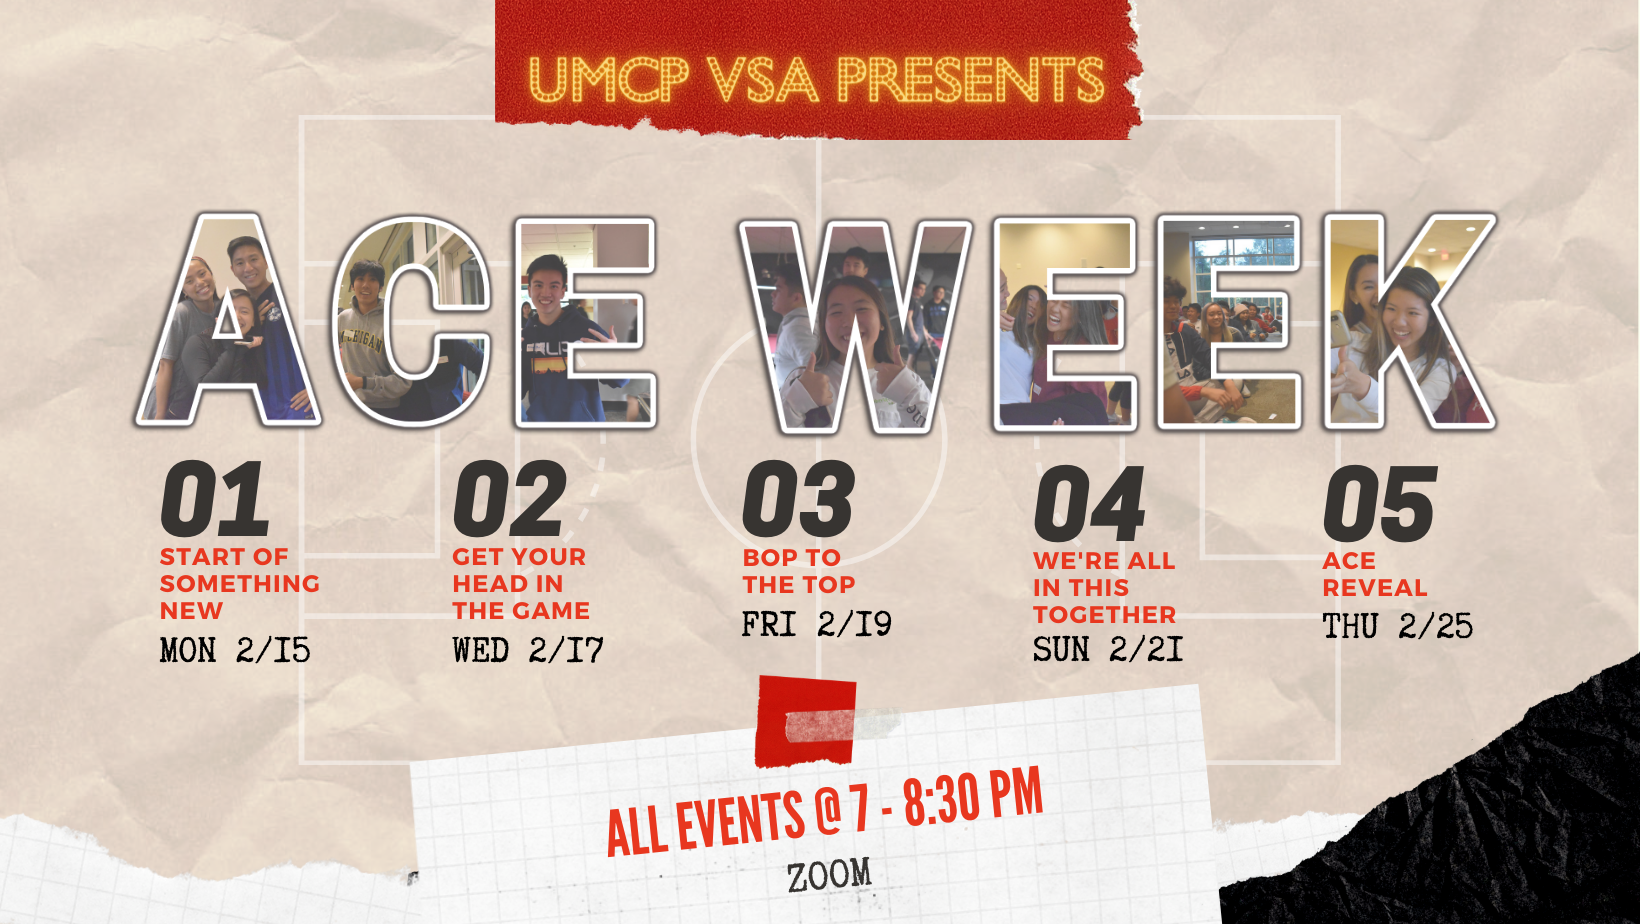 UMCP VSA PRESENTS
ACE WEEK
01
START OF
SOMETHING
NEW
MON 2/15
02
GET YOUR
HEAD IN
THE GAME
WED 2/17
03
BOP TO
THE TOP
FRI 2/19
04
WE'RE ALL
IN THIS
TOGETHER
SUN 2/21
05
ACE
REVEAL
THU 2/25
ALL EVENTS @ 7 - 8:30 PM
ZOOM